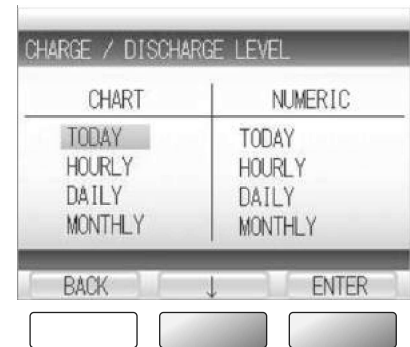 CHARGE / DISCHARGE LEVEL
CHART NUMERIC
TODAY TODAY
HOURLY HOURLY
DAILY DAILY
MONTHLY MONTHLY
BACK ↓ ENTER